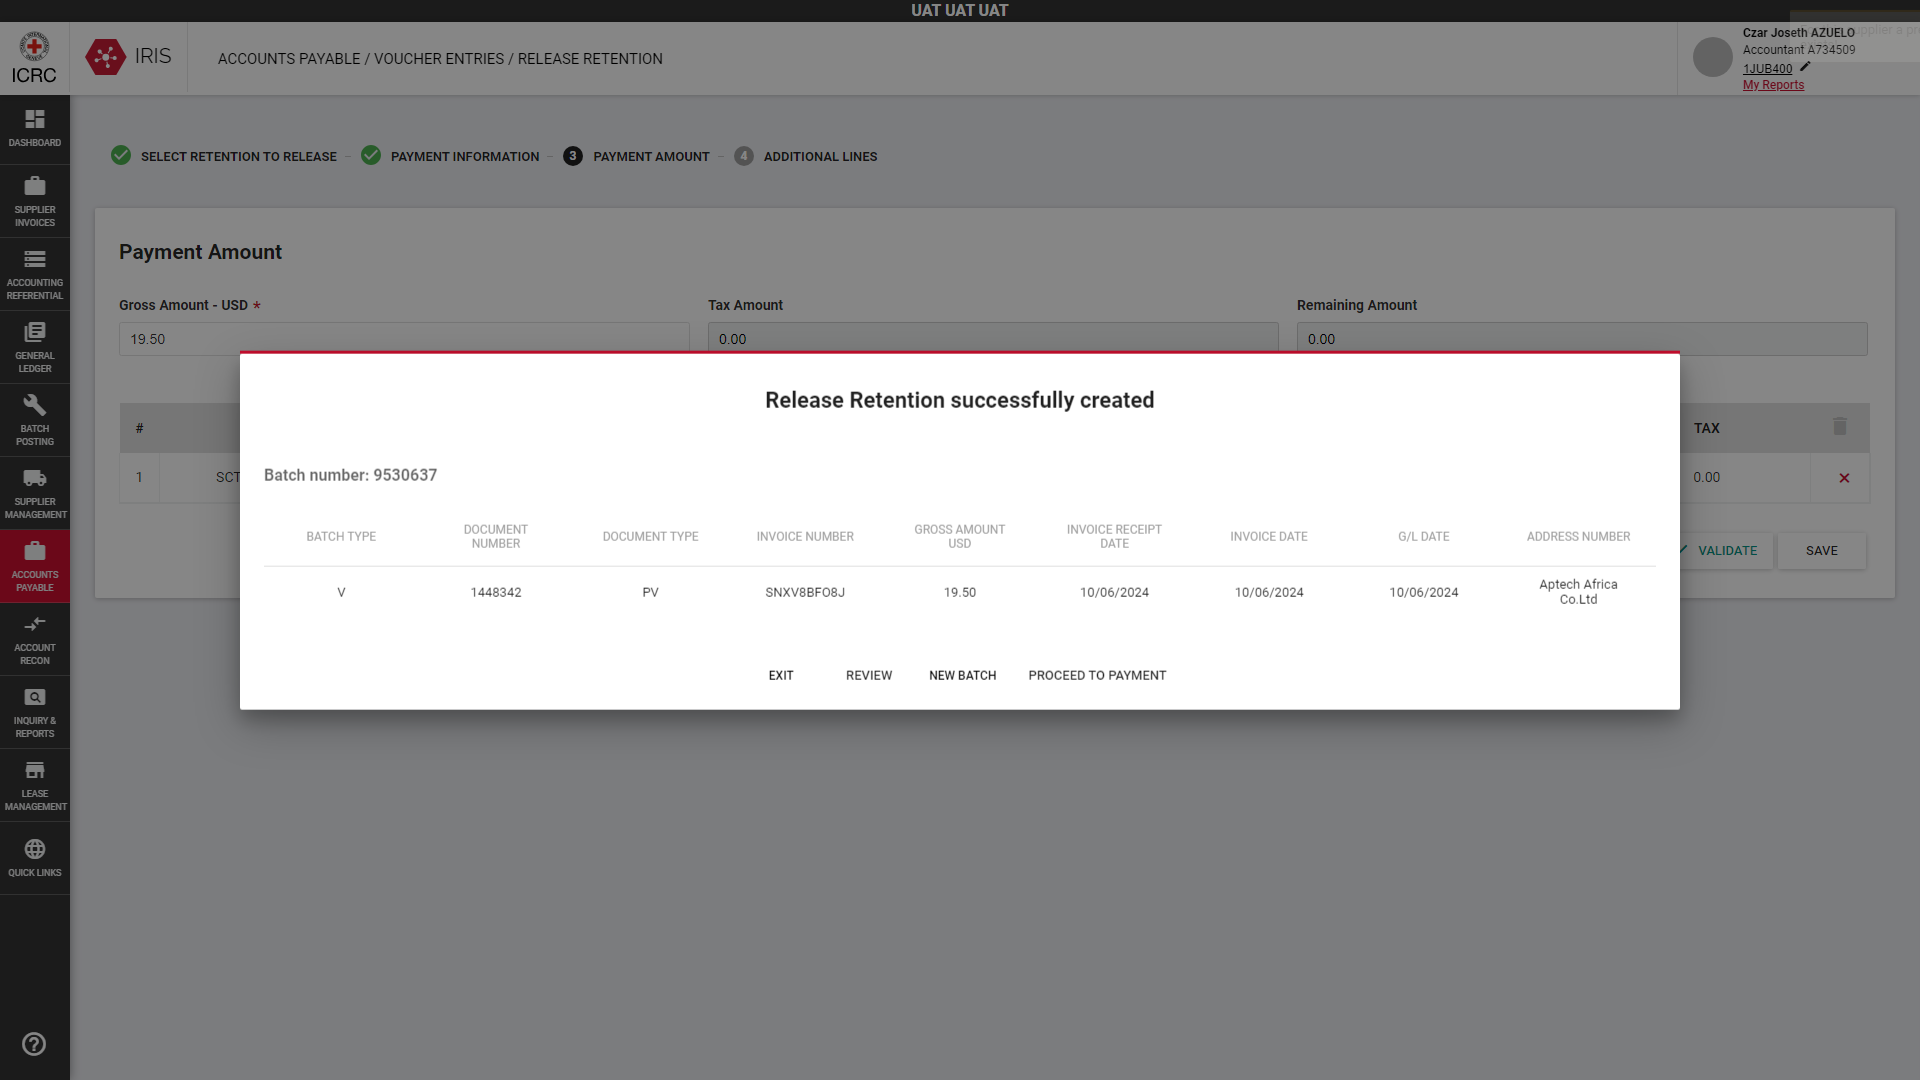 UAT UAT UAT
ICRC
IRIS
ACCOUNTS PAYABLE / VOUCHER ENTRIES / RELEASE RETENTION
Czar Joseth AZUELO
Accountant A734509
1JUB400
My Reports
DASHBOARD
SUPPLIER
INVOICES
ACCOUNTING
REFERENTIAL
GENERAL
LEDGER
BATCH
POSTING
SUPPLIER
MANAGEMENT
ACCOUNTS
PAYABLE
ACCOUNT
RECON
INQUIRY &
REPORTS
LEASE
MANAGEMENT
QUICK LINKS
SELECT RETENTION TO RELEASE
PAYMENT INFORMATION
3 PAYMENT AMOUNT
4 ADDITIONAL LINES
Payment Amount
Gross Amount - USD *
Tax Amount
Remaining Amount
19.50
0.00
0.00
#
TAX
1
SCT
0.00
VALIDATE
SAVE
Release Retention successfully created
Batch number: 9530637
BATCH TYPE
DOCUMENT
NUMBER
DOCUMENT TYPE
INVOICE NUMBER
GROSS AMOUNT
USD
INVOICE RECEIPT
DATE
INVOICE DATE
G/L DATE
ADDRESS NUMBER
V
1448342
PV
SNXV8BFO8J
19.50
10/06/2024
10/06/2024
10/06/2024
Aptech Africa
Co.Ltd
EXIT
REVIEW
NEW BATCH
PROCEED TO PAYMENT